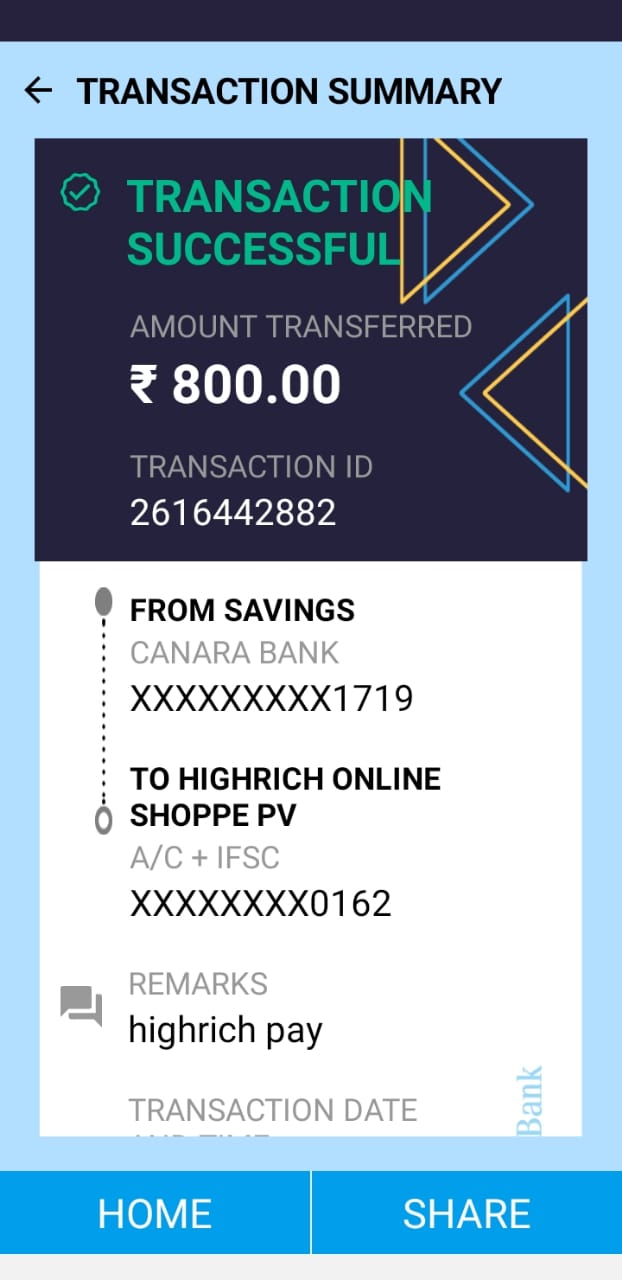 TRANSACTION SUMMARY
TRANSACTION
SUCCESSFUL
AMOUNT TRANSFERRED
₹ 800.00
TRANSACTION ID
2616442882
FROM SAVINGS
CANARA BANK
XXXXXXXXX1719
TO HIGHRICH ONLINE
SHOPPE PV
A/C + IFSC
XXXXXXXX0162
REMARKS
highrich pay
TRANSACTION DATE
Bank
HOME
SHARE